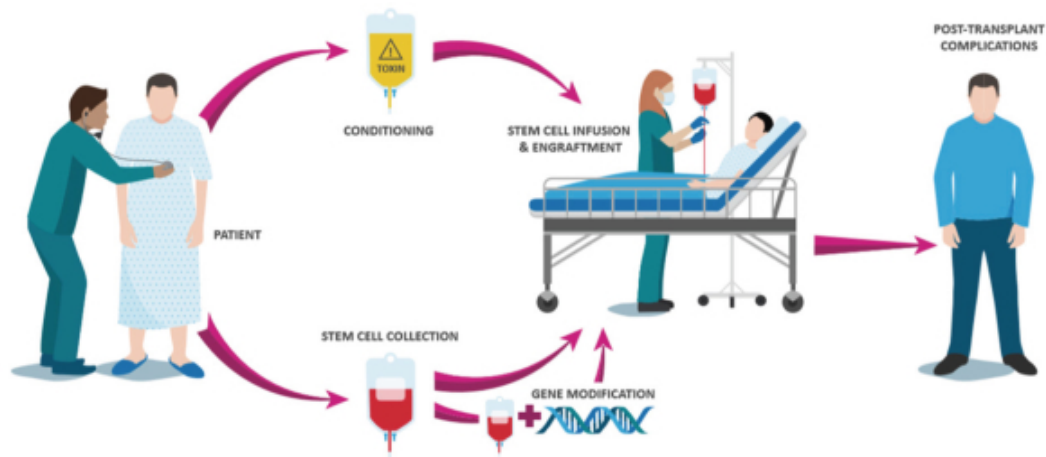 POST-TRANSPLANT
COMPLICATIONS
TOXIN
CONDITIONING
STEM CELL INFUSION
& ENGRAFTMENT
PATIENT
STEM CELL COLLECTION
GENE MODIFICATION